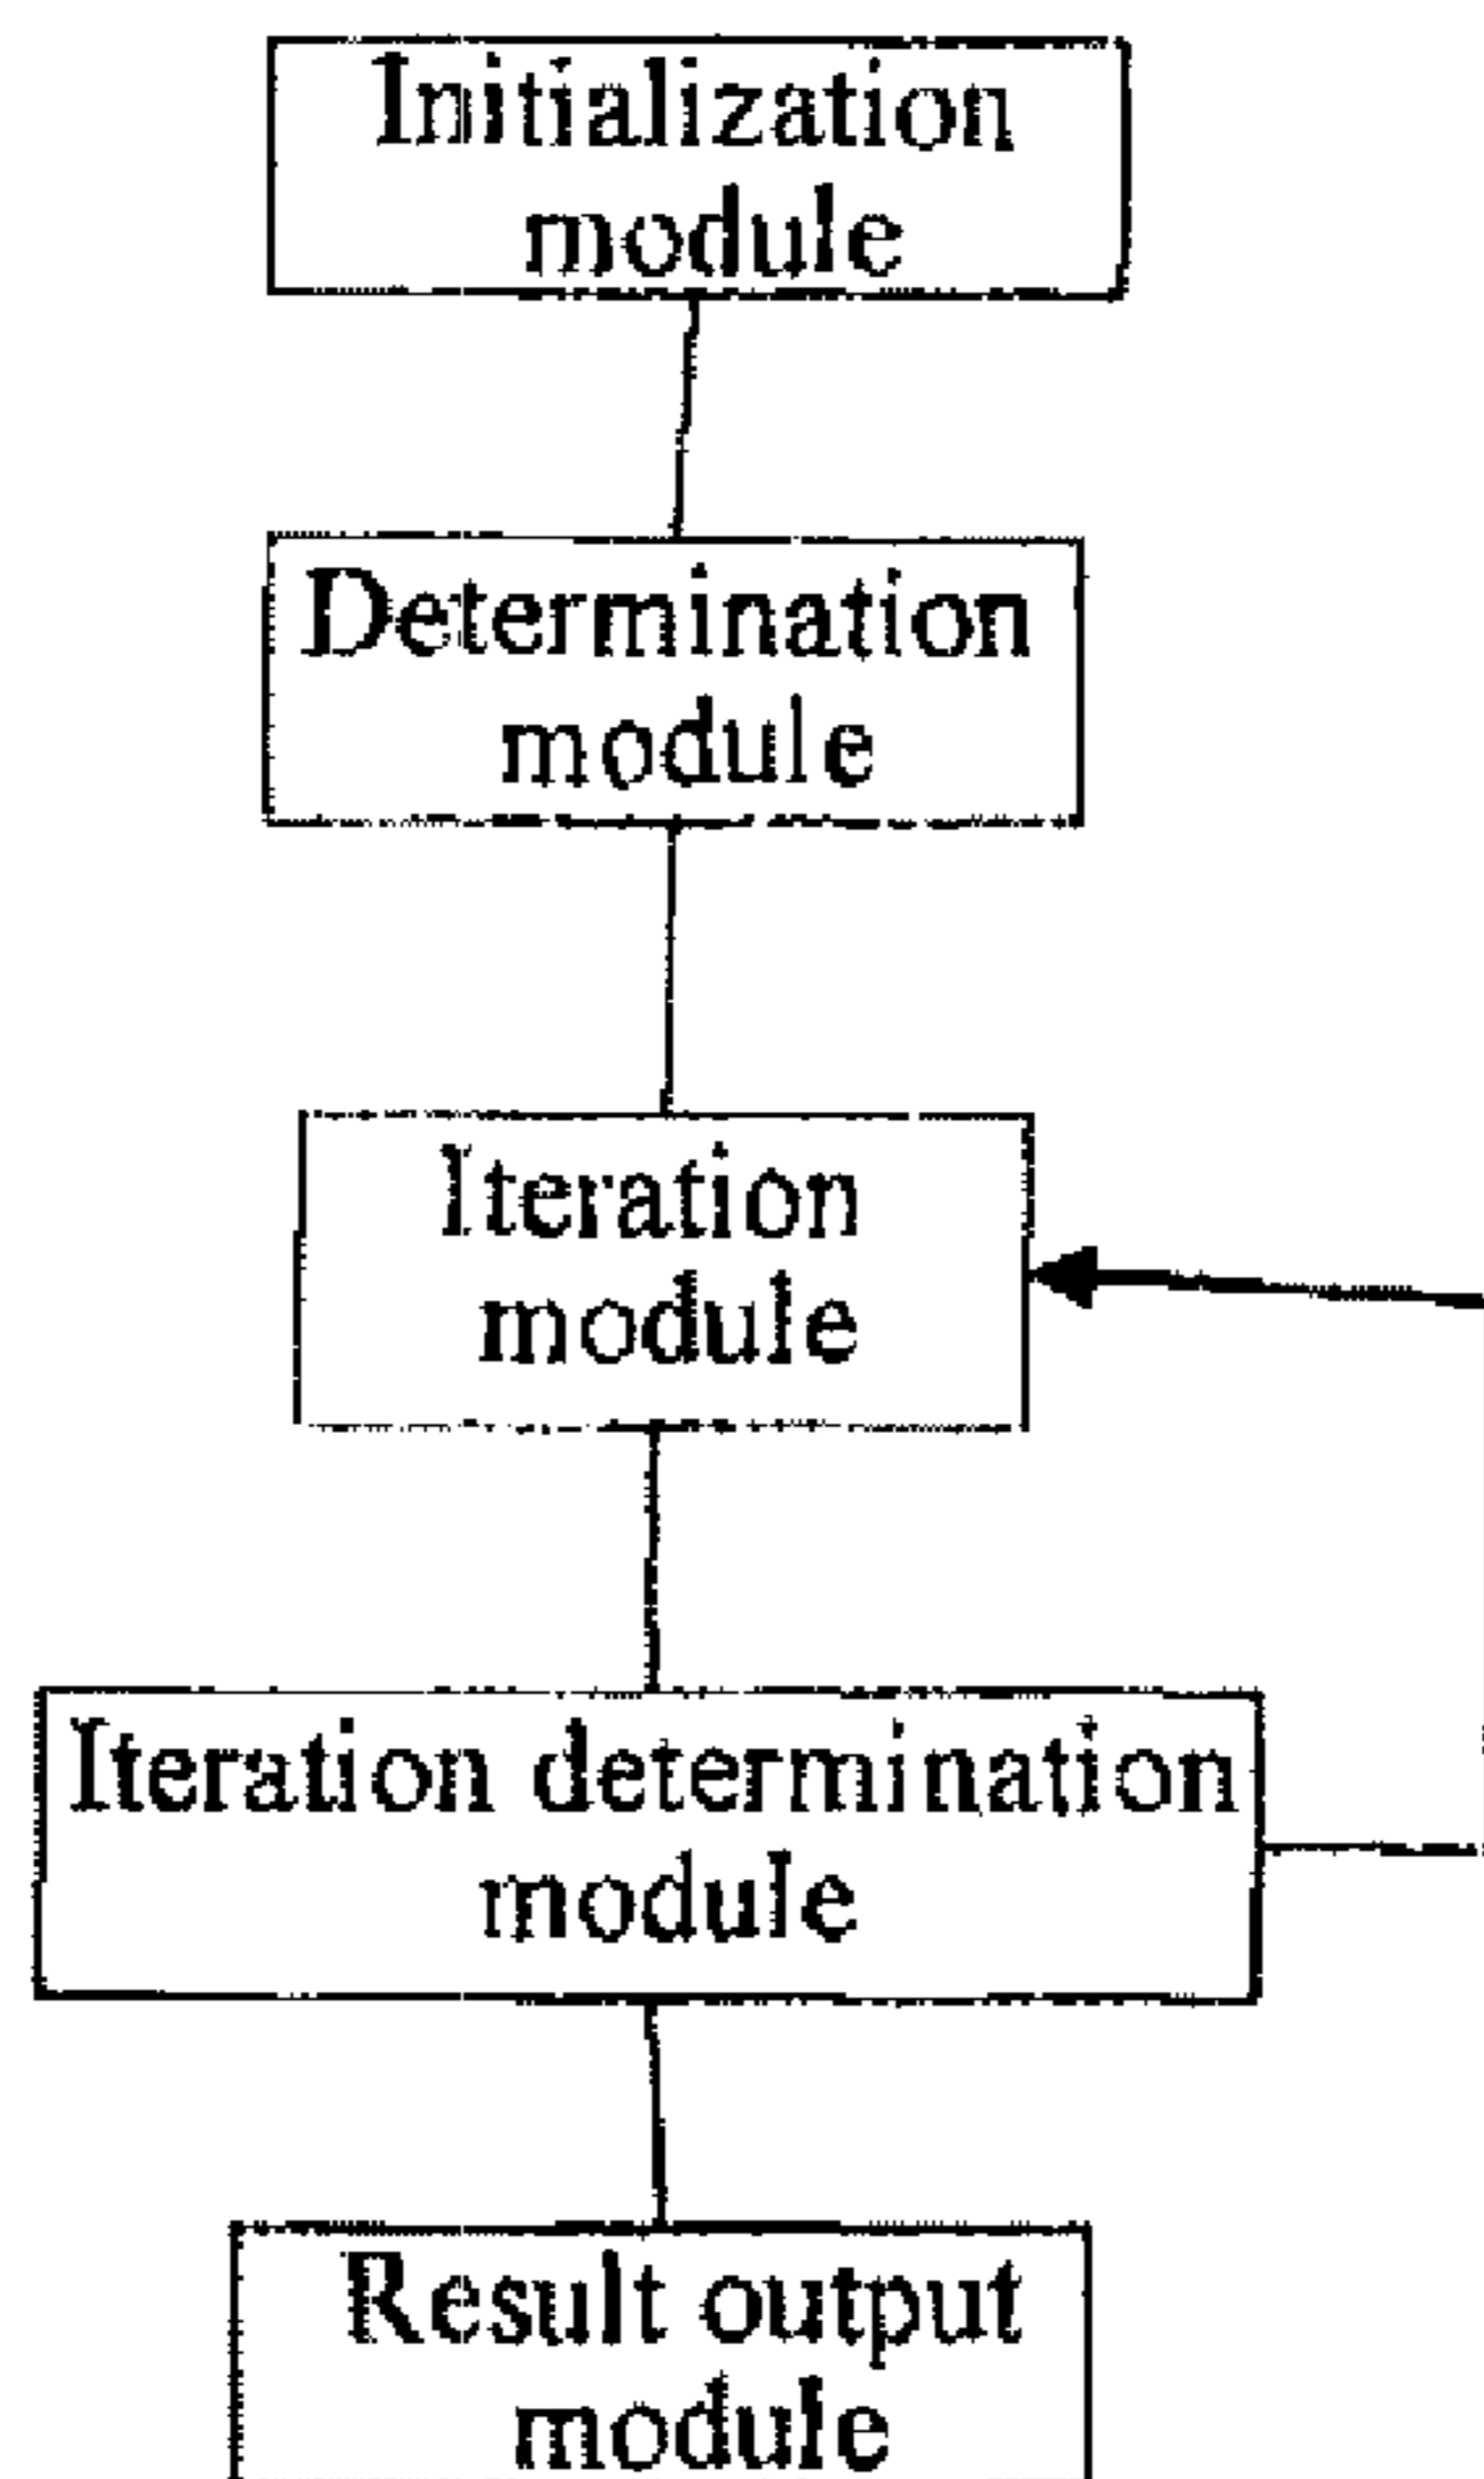 Initialization
module
Determination
module
Iteration
module
Iteration determination
module
Result output
module